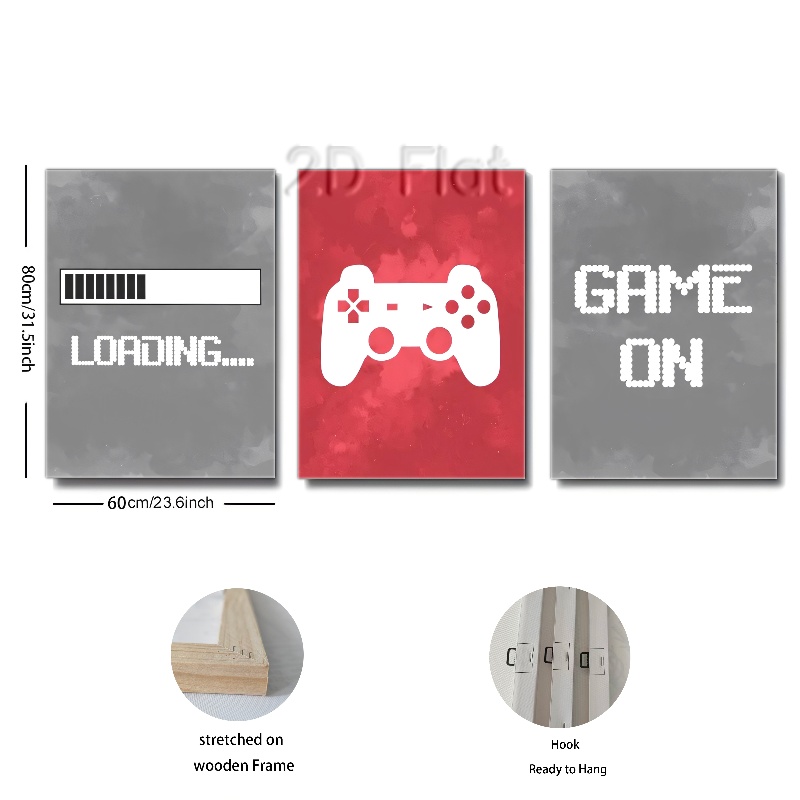 2D Flat
80cm/31.5inch
LOADING....
GAME
ON
60cm/23.6inch
stretched on
wooden Frame
Hook
Ready to Hang